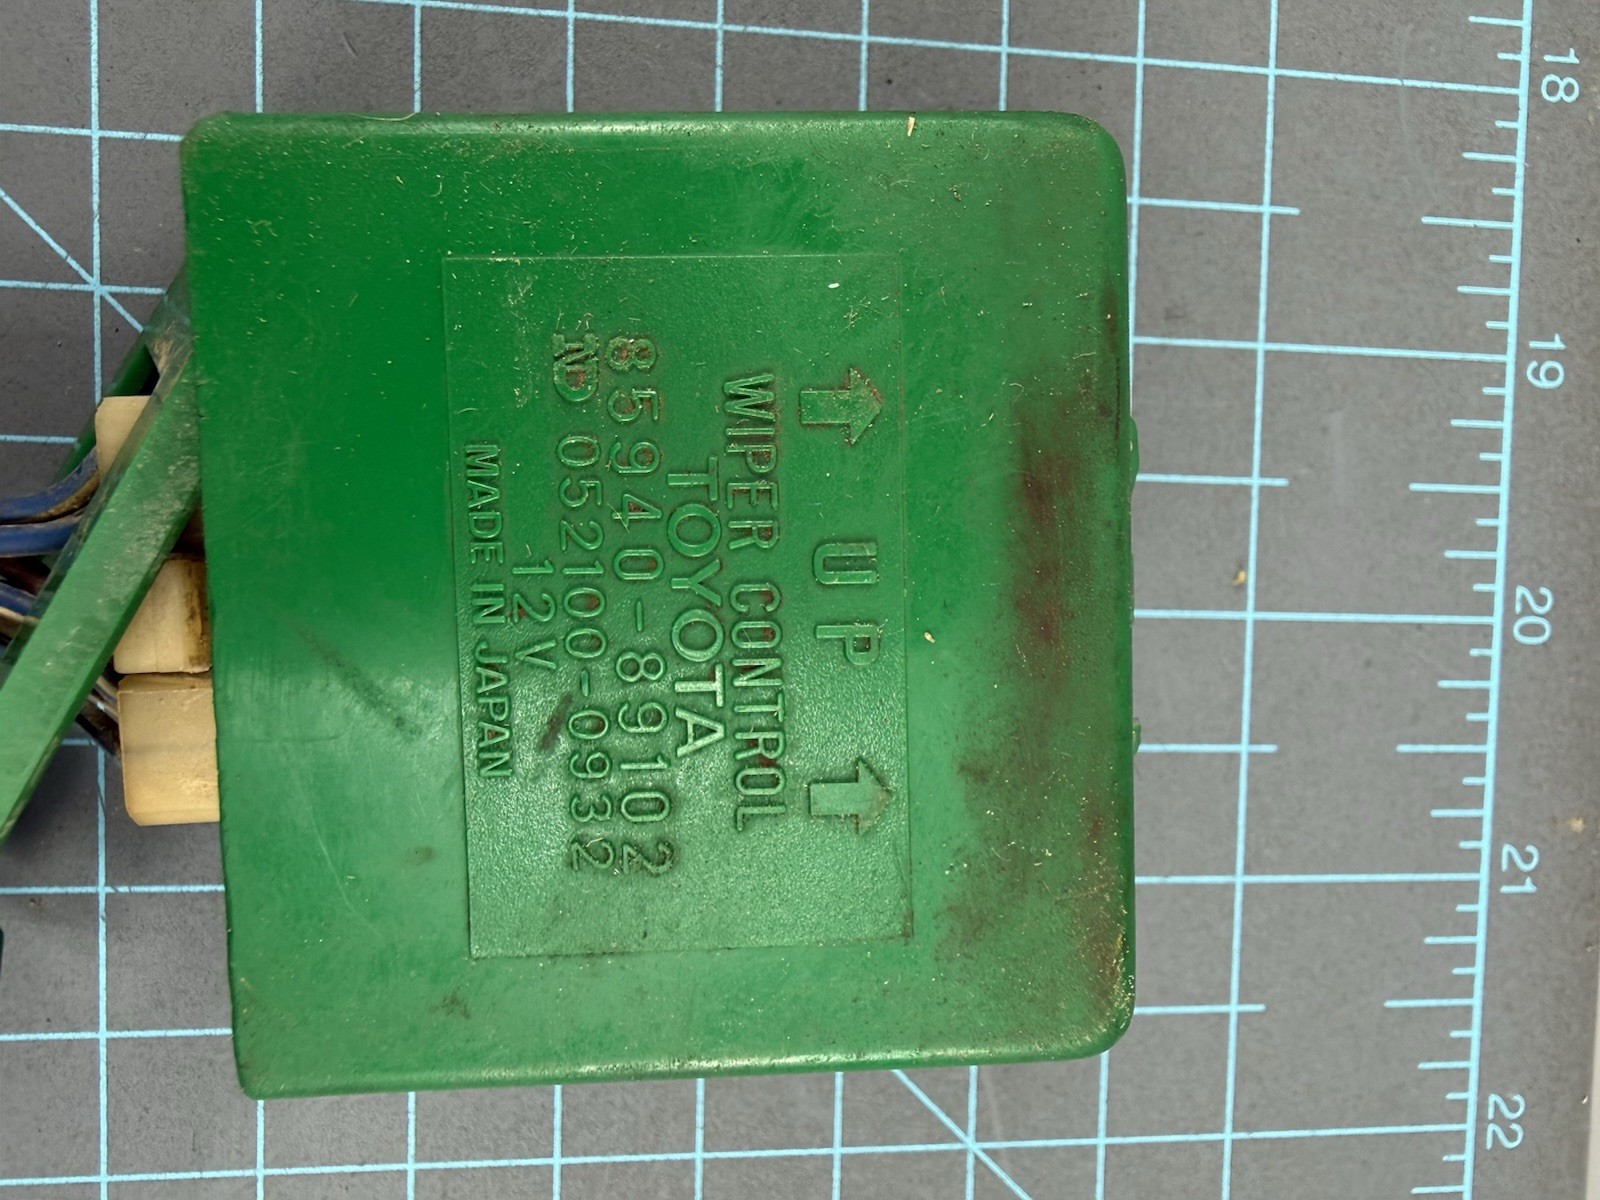 UP
WIPER CONTROL
TOYOTA
85940-89102
ND 052100-0932
12V
MADE IN JAPAN
18
19
20
21
22